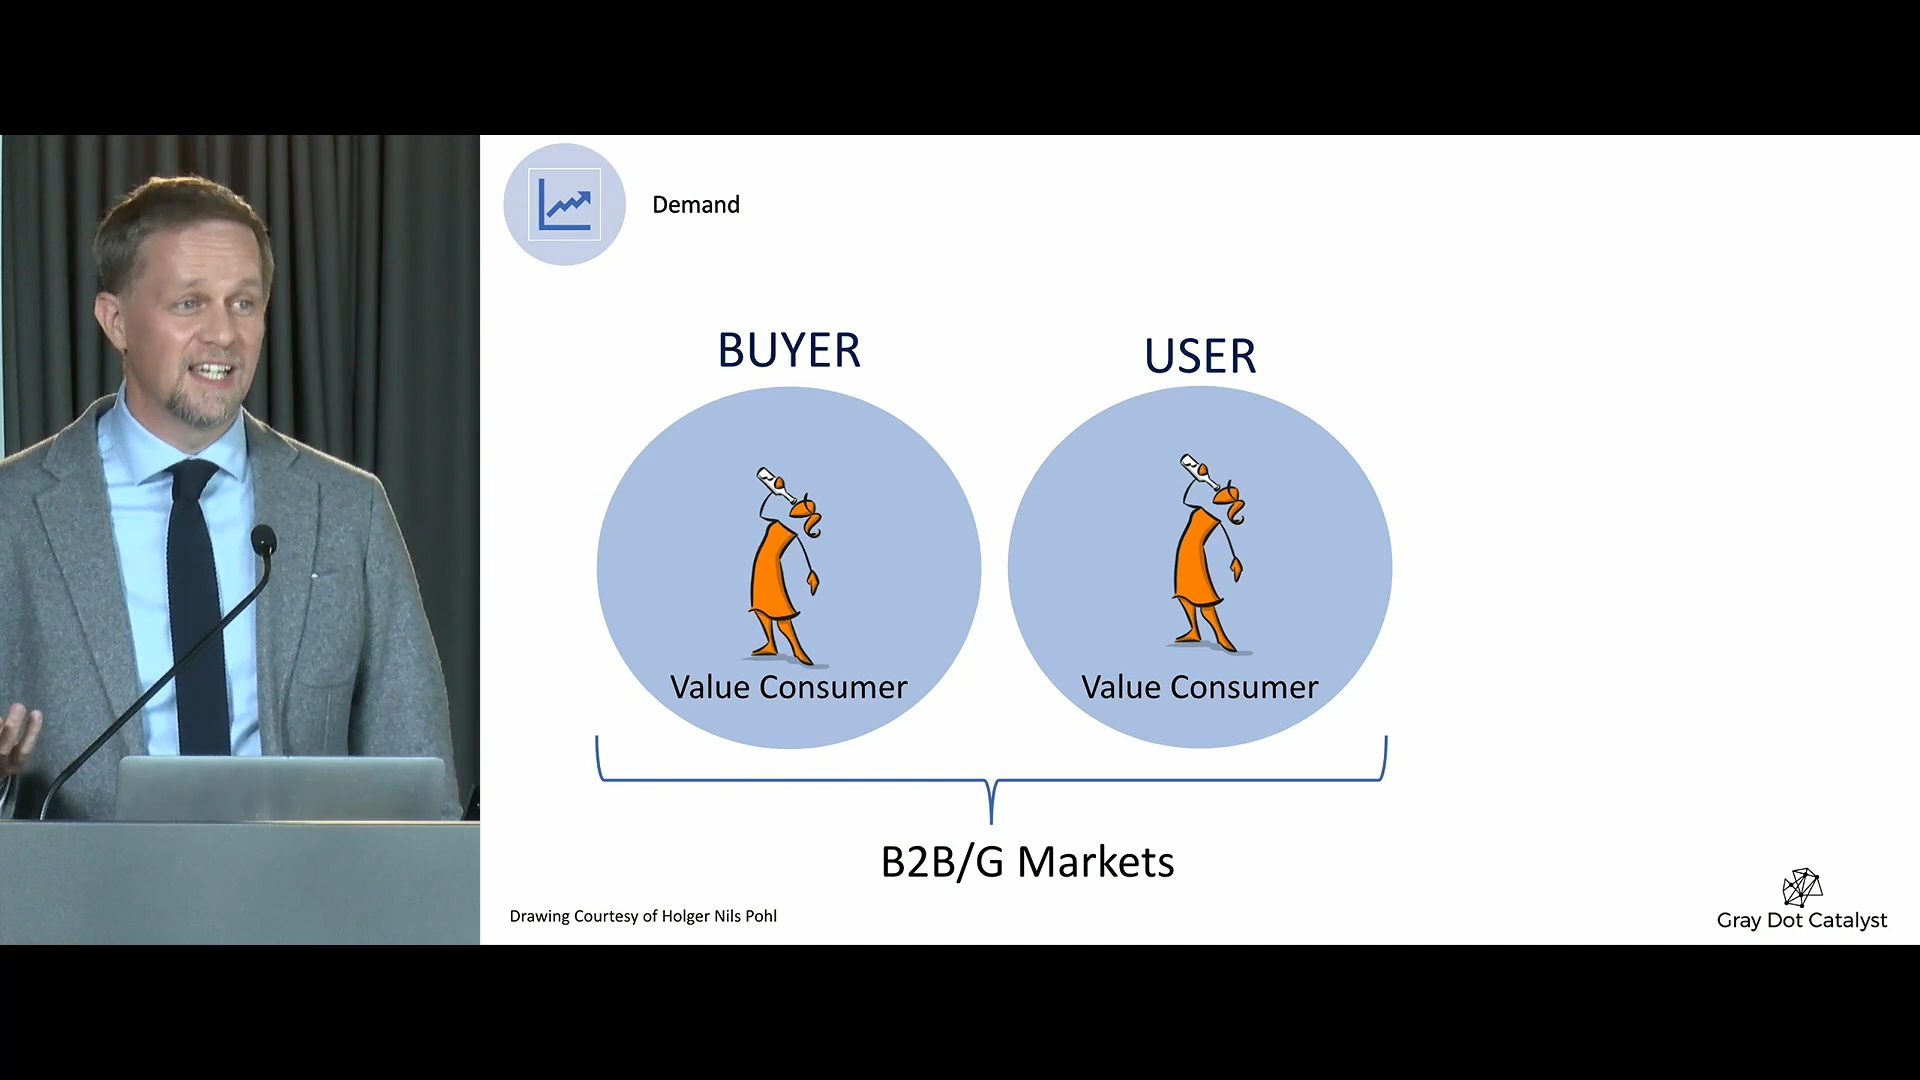 Demand
BUYER
USER
Value Consumer
Value Consumer
B2B/G Markets
Drawing Courtesy of Holger Nils Pohl
Gray Dot Catalyst